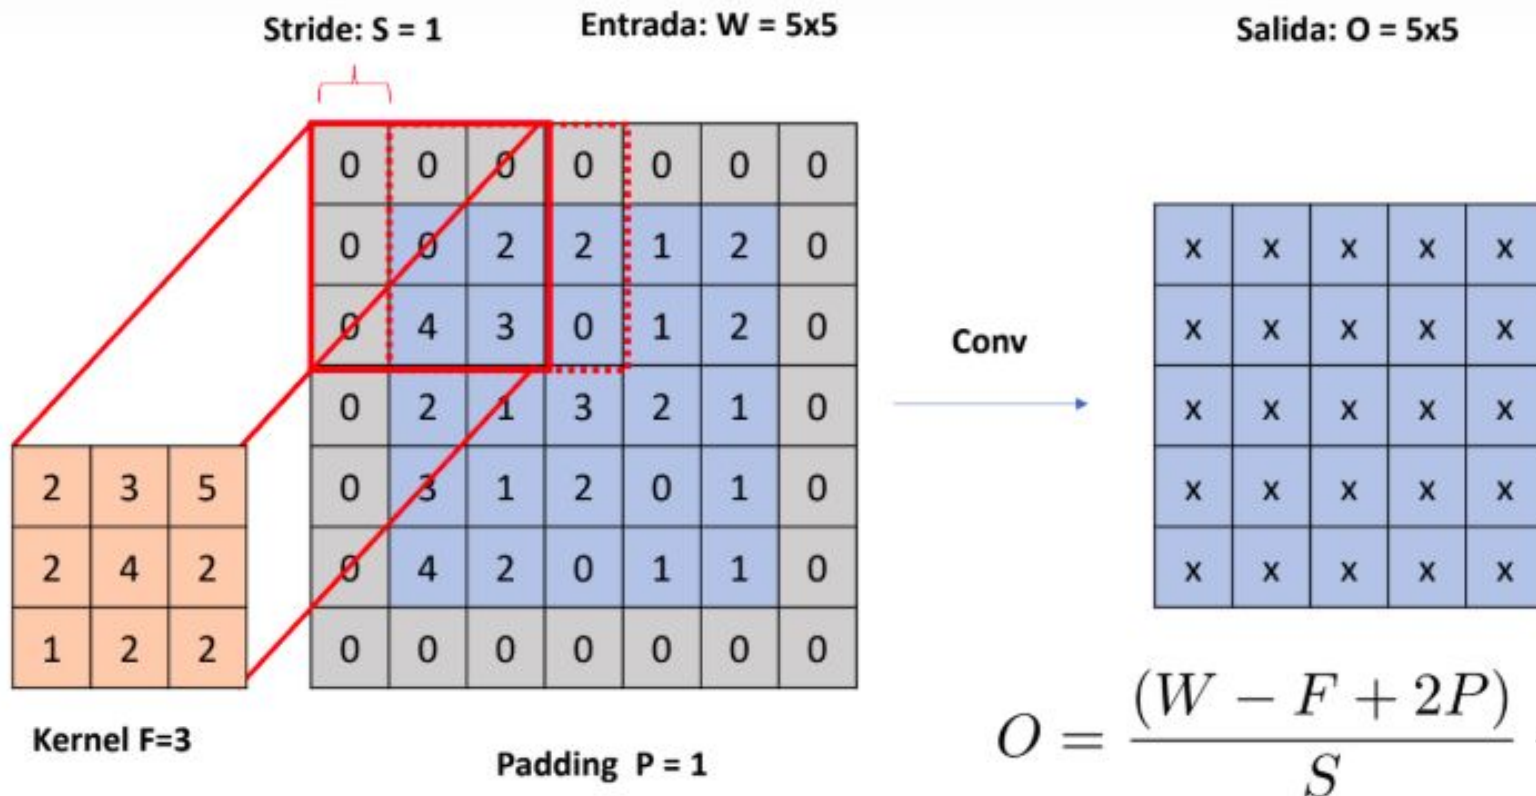 Stride: S = 1
Entrada: W = 5x5
Salida: O = 5x5
0 0 0 0 0 0 0
0 0 2 2 1 2 0
0 4 3 0 1 2 0
0 2 1 3 2 1 0
0 3 1 2 0 1 0
0 4 2 0 1 1 0
0 0 0 0 0 0 0
Conv
x x x x x
x x x x x
x x x x x
x x x x x
x x x x x
2 3 5
2 4 2
1 2 2
Kernel F=3
Padding P = 1
O = (W − F + 2P)
S